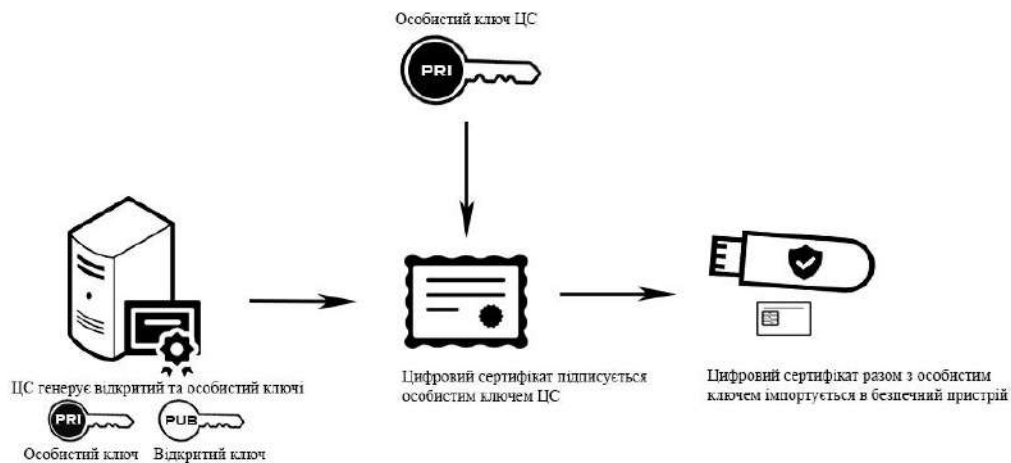 Особистий ключ ЦС
PRI
ЦС генерує відкритий та особистий ключі
PRI
PUB
Особистий ключ
Відкритий ключ
Цифровий сертифікат підписується
особистим ключем ЦС
Цифровий сертифікат разом з особистим
ключем імпортується в безпечний пристрій